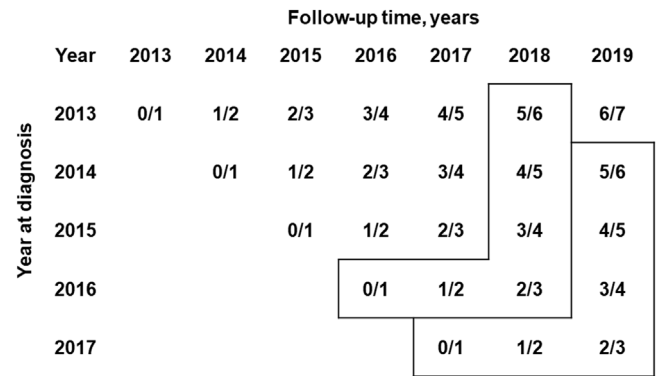 Follow-up time, years
Year 2013 2014 2015 2016 2017 2018 2019
Year at diagnosis
2013 0/1 1/2 2/3 3/4 4/5 5/6 6/7
2014 0/1 1/2 2/3 3/4 4/5 5/6
2015 0/1 1/2 2/3 3/4 4/5
2016 0/1 1/2 2/3 3/4
2017 0/1 1/2 2/3